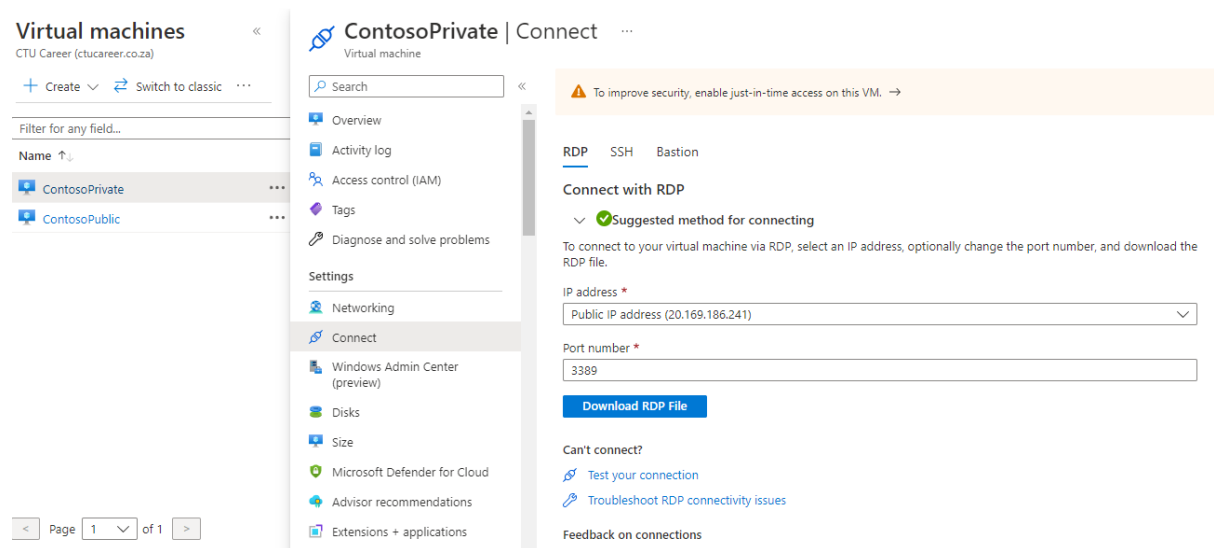 Virtual machines
«
CTU Career (ctucareer.co.za)
Create
Switch to classic
...
Filter for any field...
Name ↑↓
ContosoPrivate
...
ContosoPublic
...
< Page 1 of 1 >
ContosoPrivate | Connect
...
Virtual machine
Search
«
Overview
Activity log
Access control (IAM)
Tags
Diagnose and solve problems
Settings
Networking
Connect
Windows Admin Center
(preview)
Disks
Size
Microsoft Defender for Cloud
Advisor recommendations
Extensions + applications
To improve security, enable just-in-time access on this VM. →
RDP SSH Bastion
Connect with RDP
Suggested method for connecting
To connect to your virtual machine via RDP, select an IP address, optionally change the port number, and download the
RDP file.
IP address *
Public IP address (20.169.186.241)
Port number *
3389
Download RDP File
Can't connect?
Test your connection
Troubleshoot RDP connectivity issues
Feedback on connections